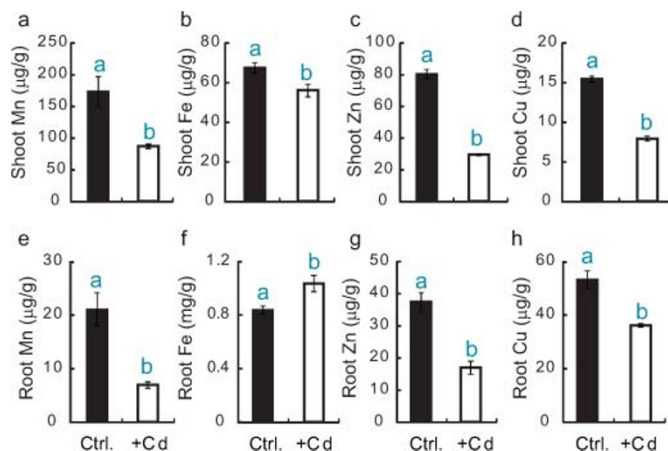 a
b
c
d
Shoot Mn (µg/g)
250
200
150
100
50
0
a
b
Shoot Fe (µg/g)
80
60
40
20
0
a
b
Shoot Zn (µg/g)
100
80
60
40
20
0
a
b
Shoot Cu (µg/g)
20
15
10
5
0
a
b
e
f
g
h
Root Mn (µg/g)
30
20
10
0
a
b
Ctrl. +Cd
Root Fe (mg/g)
1.2
0.8
0.4
0
a
b
Ctrl. +Cd
Root Zn (µg/g)
50
40
30
20
10
0
a
b
Ctrl. +Cd
Root Cu (µg/g)
60
40
20
0
a
b
Ctrl. +Cd